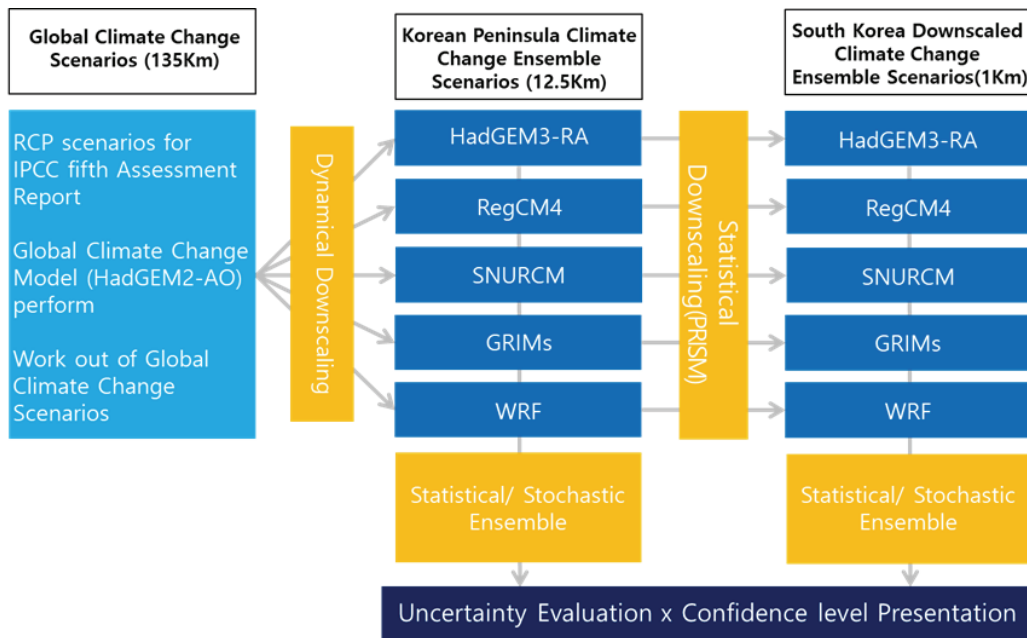 Global Climate Change
Scenarios (135Km)
RCP scenarios for
IPCC fifth Assessment
Report
Global Climate Change
Model (HadGEM2-AO)
perform
Work out of Global
Climate Change
Scenarios
Dynamical Downscaling
Korean Peninsula Climate
Change Ensemble
Scenarios (12.5Km)
HadGEM3-RA
RegCM4
SNURCM
GRIMs
WRF
Statistical/ Stochastic
Ensemble
Statistical
Downscaling(PRISM)
South Korea Downscaled
Climate Change
Ensemble Scenarios(1Km)
HadGEM3-RA
RegCM4
SNURCM
GRIMs
WRF
Statistical/ Stochastic
Ensemble
Uncertainty Evaluation x Confidence level Presentation